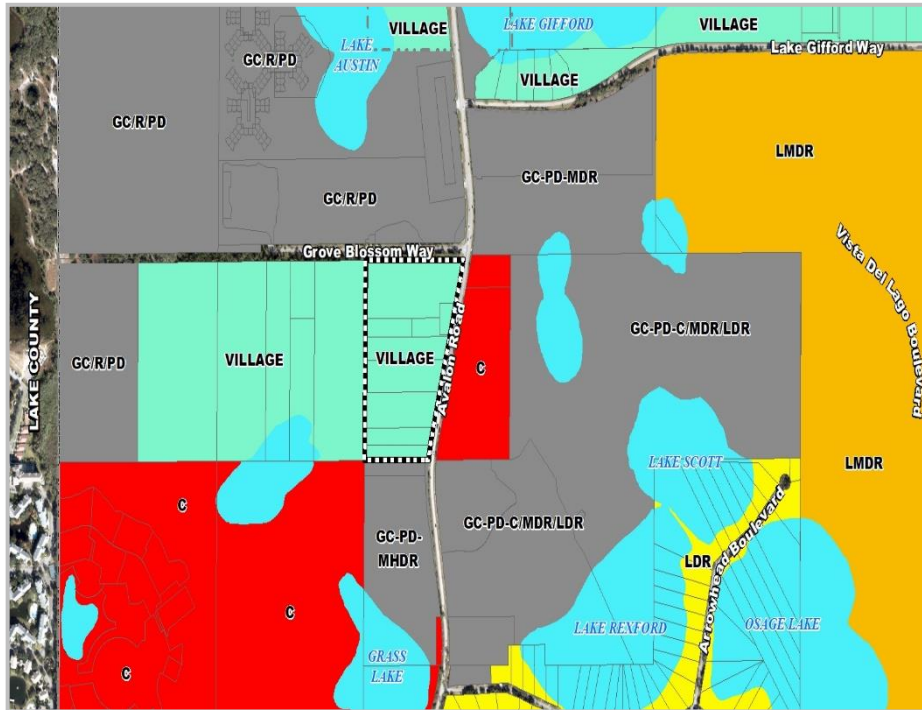 VILLAGE
LAKE GIFFORD
VILLAGE
Lake Gifford Way
LAKE
AUSTIN
GC/R/PD
VILLAGE
GC/R/PD
LMDR
GC-PD-MDR
GC/R/PD
Grove Blossom Way
Vista Del Lago Boulevard
GC-PD-C/MDR/LDR
LAKE COUNTY
GC/R/PD
VILLAGE
VILLAGE
Avalon Road
C
LAKE SCOTT
LMDR
C
GC-PD-
MHDR
GC-PD-C/MDR/LDR
LDR
Arrowhead Boulevard
C
LAKE REXFORD
OSAGE LAKE
GRASS
LAKE
C